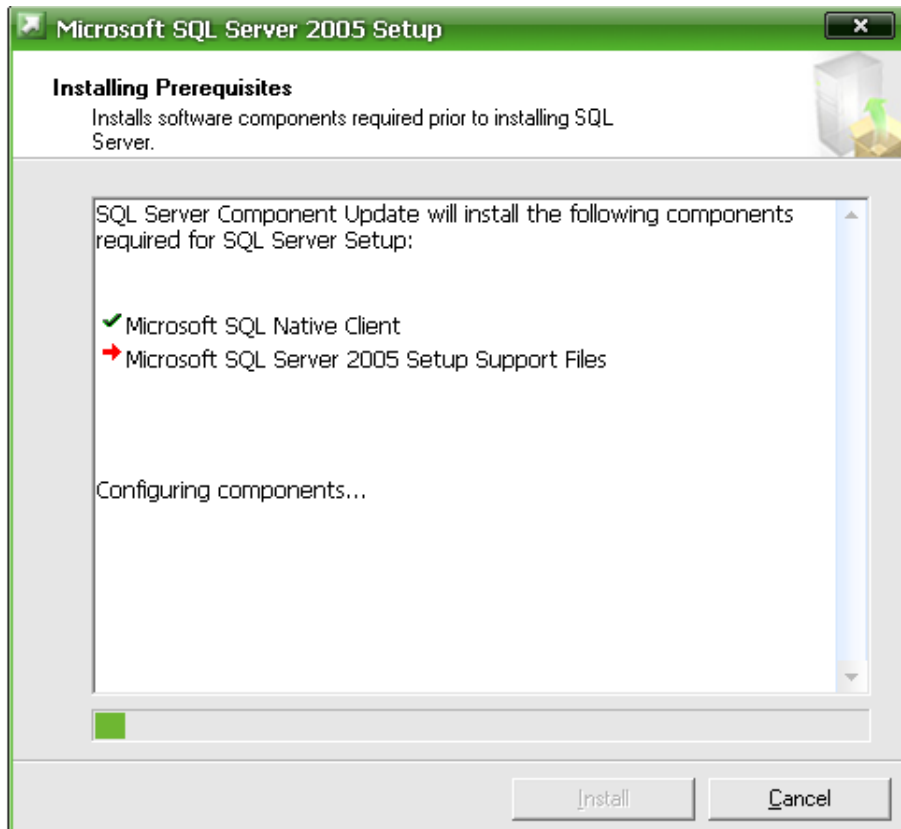 Microsoft SQL Server 2005 Setup
Installing Prerequisites
Installs software components required prior to installing SQL
Server.
SQL Server Component Update will install the following components
required for SQL Server Setup:
Microsoft SQL Native Client
Microsoft SQL Server 2005 Setup Support Files
Configuring components...
Install
Cancel